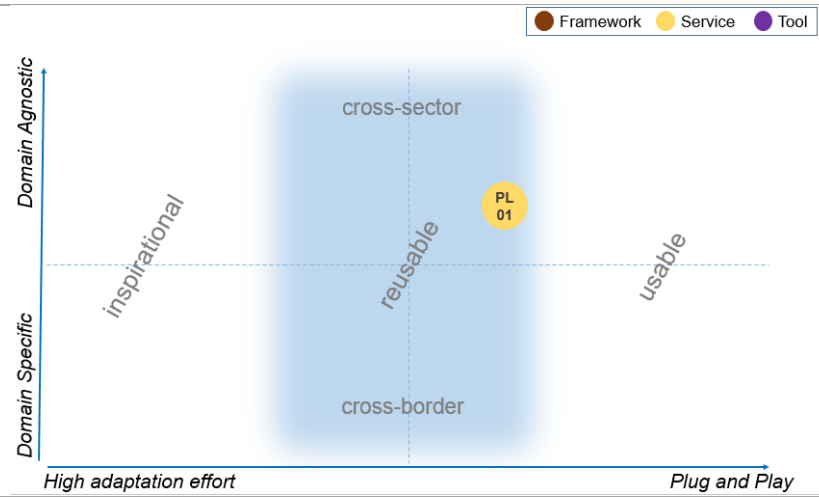 Framework
Service
Tool
Domain Agnostic
cross-sector
PL
01
inspirational
reusable
usable
Domain Specific
cross-border
High adaptation effort
Plug and Play